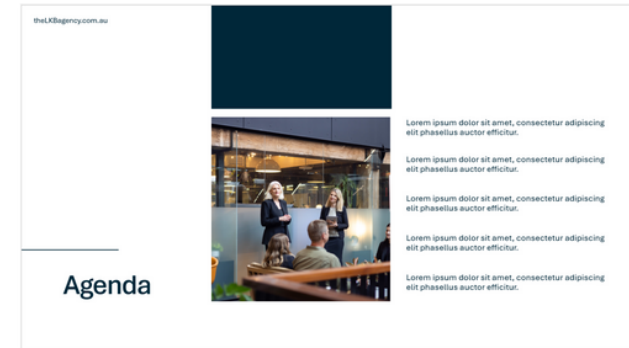 theLKBagency.com.au
Lorem ipsum dolor sit amet, consectetur adipiscing
elit phasellus auctor efficitur.
Lorem ipsum dolor sit amet, consectetur adipiscing
elit phasellus auctor efficitur.
Lorem ipsum dolor sit amet, consectetur adipiscing
elit phasellus auctor efficitur.
Lorem ipsum dolor sit amet, consectetur adipiscing
elit phasellus auctor efficitur.
Lorem ipsum dolor sit amet, consectetur adipiscing
elit phasellus auctor efficitur.
Agenda